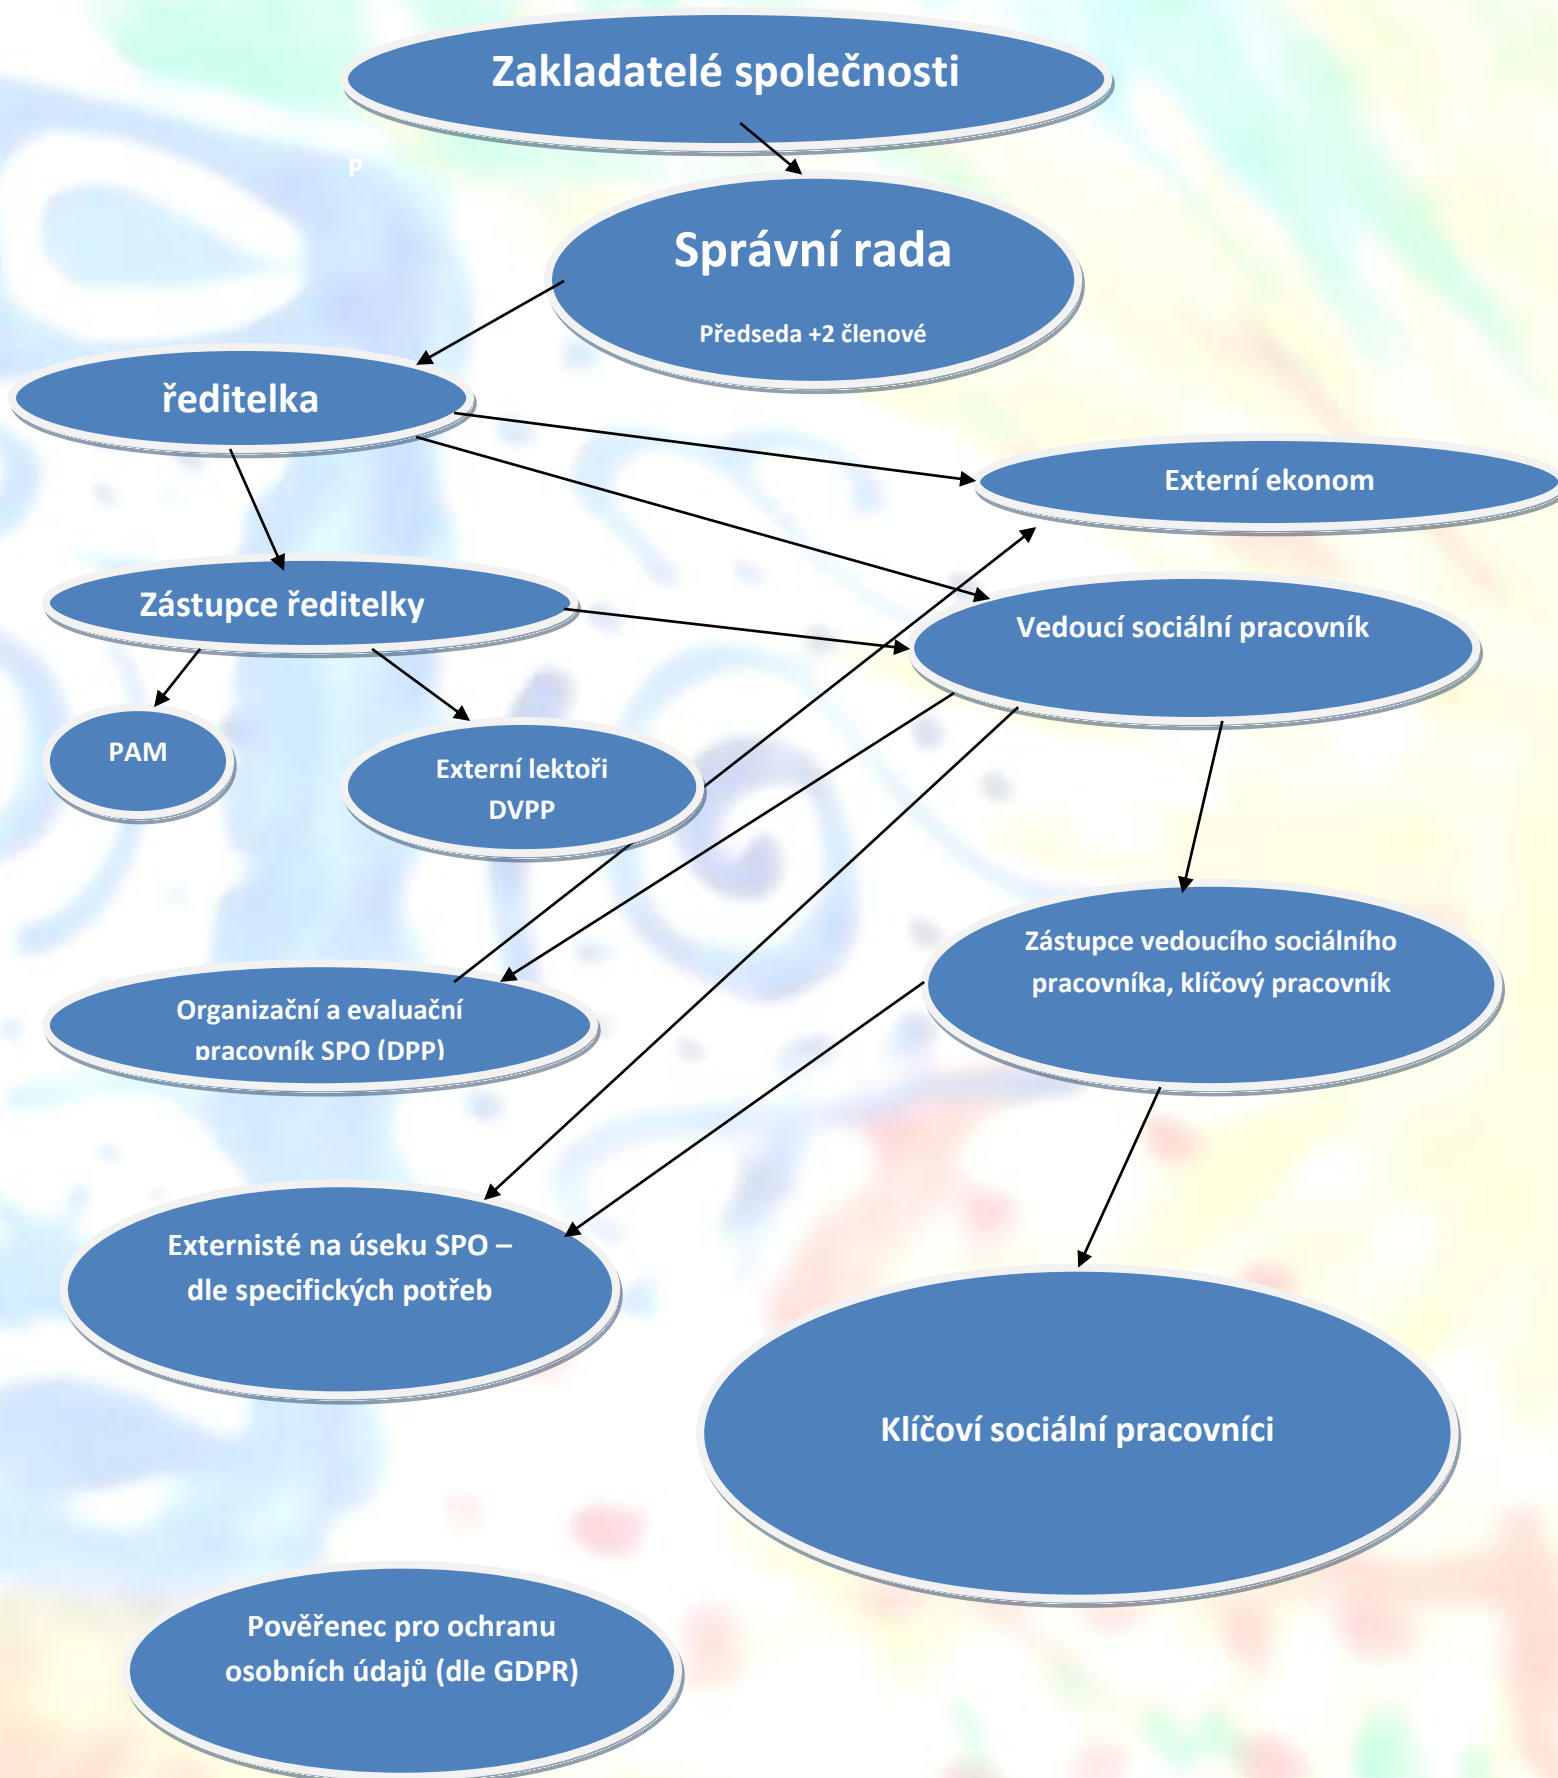 Zakladatelé společnosti
P
Správní rada
Předseda +2 členové
ředitelka
Externí ekonom
Zástupce ředitelky
Vedoucí sociální pracovník
PAM
Externí lektoři
DVPP
Zástupce vedoucího sociálního
pracovníka, klíčový pracovník
Organizační a evaluační
pracovník SPO (DPP)
Externisté na úseku SPO –
dle specifických potřeb
Klíčoví sociální pracovníci
Pověřenec pro ochranu
osobních údajů (dle GDPR)